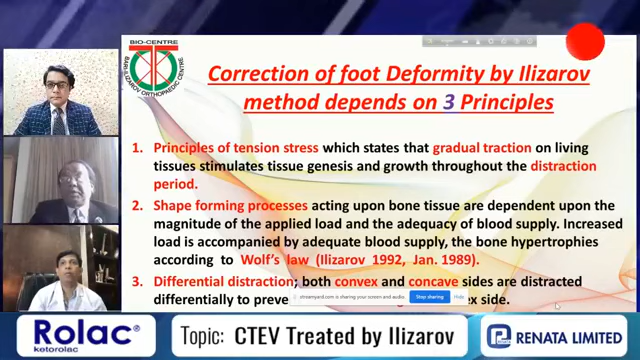 BIO-CENTRE
BARI-ILIZAROV ORTHOPAEDIC CENTRE
Correction of foot Deformity by Ilizarov
method depends on 3 Principles
1. Principles of tension stress which states that gradual traction on living
tissues stimulates tissue genesis and growth throughout the distraction
period.
2. Shape forming processes acting upon bone tissue are dependent upon the
magnitude of the applied load and the adequacy of blood supply. Increased
load is accompanied by adequate blood supply, the bone hypertrophies
according to Wolf's law (Ilizarov 1992, Jan. 1989).
3. Differential distraction; both convex and concave sides are distracted
differentially to preve
streamyard.com is sharing your screen and audio.
Stop sharing
Hide
ex side.
Rolac
ketorolac
Topic: CTEV Treated by Ilizarov
RENATA LIMITED